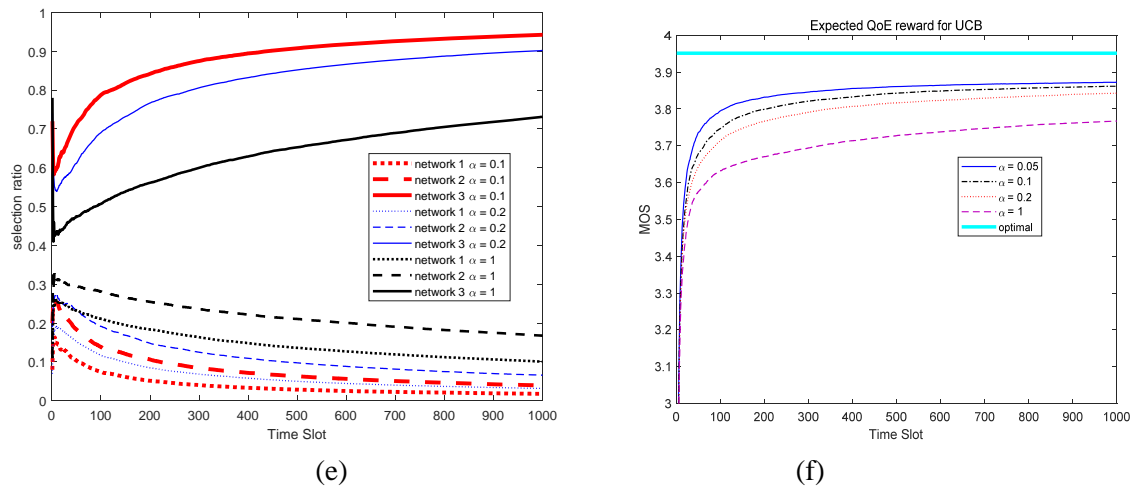 1
0.9
0.8
0.7
0.6
0.5
0.4
0.3
0.2
0.1
0
selection ratio
network 1 α = 0.1
network 2 α = 0.1
network 3 α = 0.1
network 1 α = 0.2
network 2 α = 0.2
network 3 α = 0.2
network 1 α = 1
network 2 α = 1
network 3 α = 1
0 100 200 300 400 500 600 700 800 900 1000
Time Slot
(e)
Expected QoE reward for UCB
4
3.9
3.8
3.7
3.6
3.5
3.4
3.3
3.2
3.1
3
MOS
α = 0.05
α = 0.1
α = 0.2
α = 1
optimal
0 100 200 300 400 500 600 700 800 900 1000
Time Slot
(f)